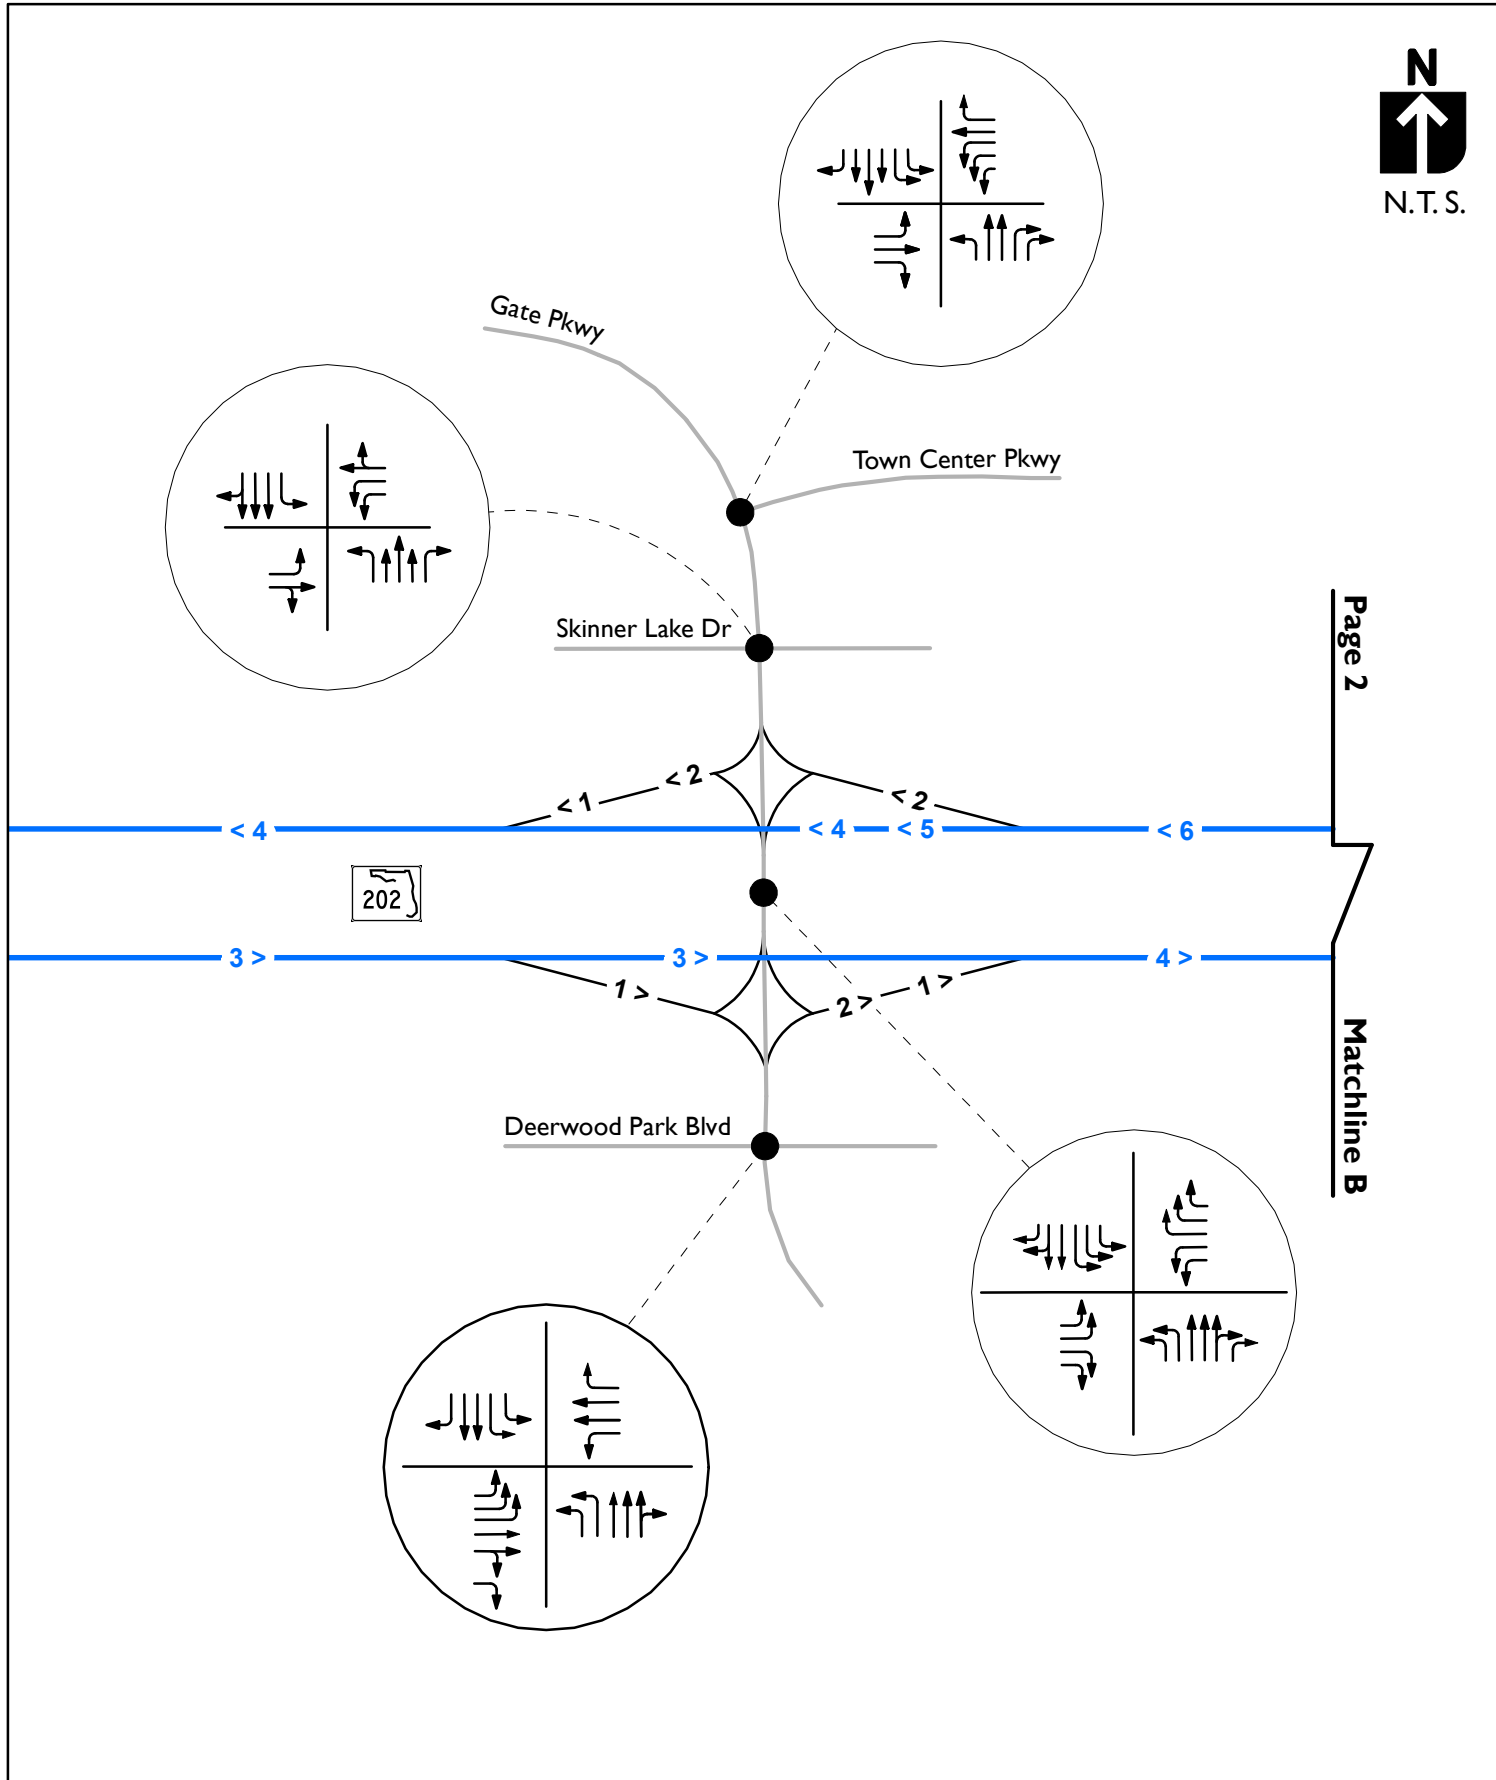 N
N.T. S.
Gate Pkwy
Town Center Pkwy
Skinner Lake Dr
Page 2
< 2
< 1
< 2
< 4
< 4
< 5
< 6
202
3 >
3 >
4 >
1 >
2 >
1 >
Matchline B
Deerwood Park Blvd